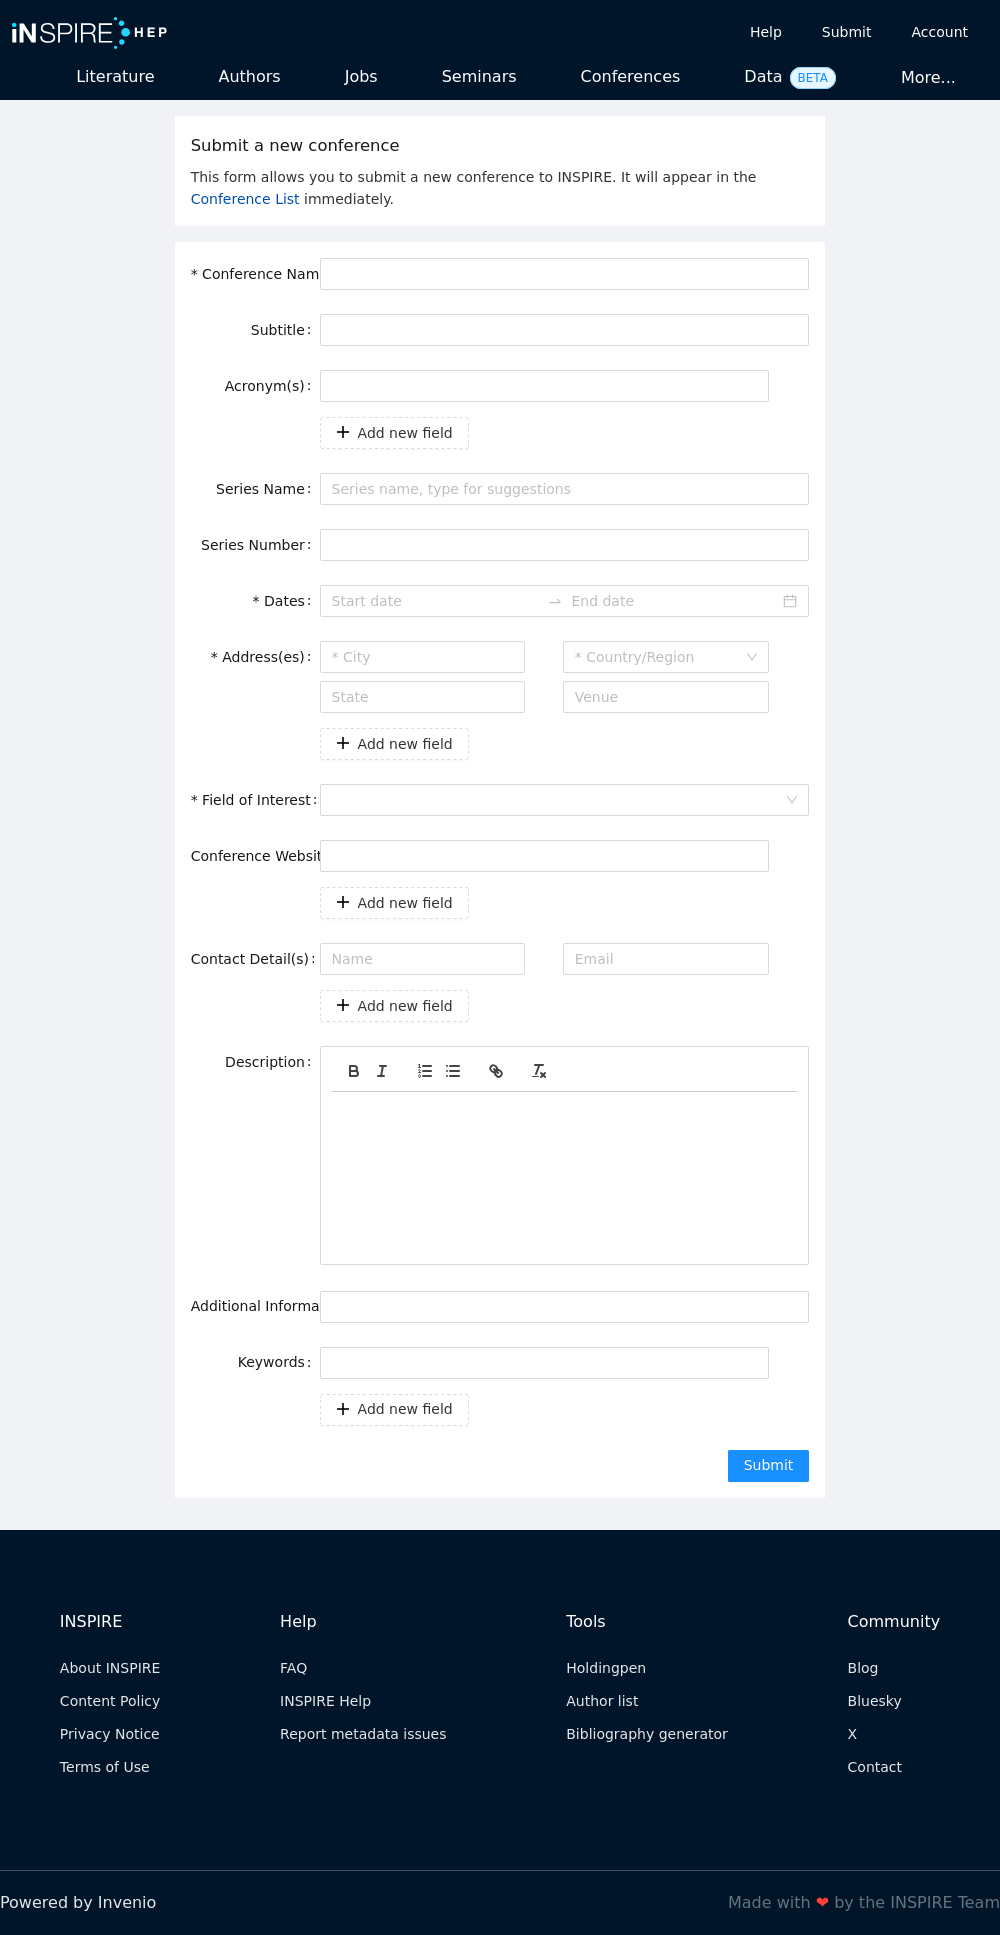 iNSPIRE HEP
Help Submit Account
Literature Authors Jobs Seminars Conferences Data BETA More...
Submit a new conference
This form allows you to submit a new conference to INSPIRE. It will appear in the
Conference List immediately.
* Conference Nam
Subtitle :
Acronym(s) :
+ Add new field
Series Name : Series name, type for suggestions
Series Number :
* Dates : Start date → End date
* Address(es) : * City * Country/Region
State Venue
+ Add new field
* Field of Interest :
Conference Websit
+ Add new field
Contact Detail(s) : Name Email
+ Add new field
Description :
Additional Informa
Keywords :
+ Add new field
Submit
INSPIRE Help Tools Community
About INSPIRE FAQ Holdingpen Blog
Content Policy INSPIRE Help Author list Bluesky
Privacy Notice Report metadata issues Bibliography generator X
Terms of Use Contact
Powered by Invenio Made with ❤ by the INSPIRE Team